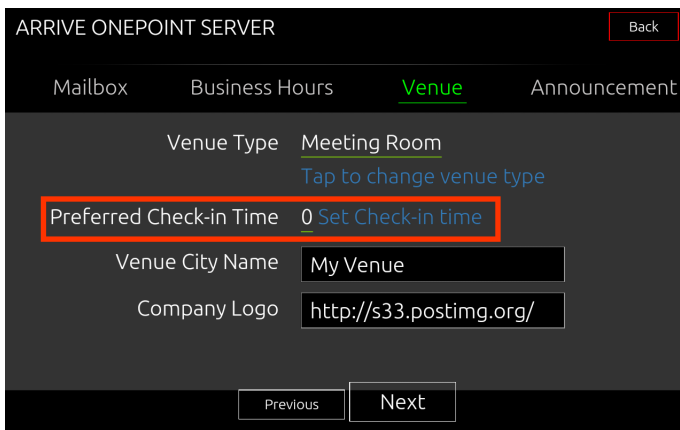 ARRIVE ONEPOINT SERVER Back
Mailbox Business Hours Venue Announcement
Venue Type Meeting Room
Tap to change venue type
Preferred Check-in Time 0 Set Check-in time
Venue City Name My Venue
Company Logo http://s33.postimg.org/
Previous Next